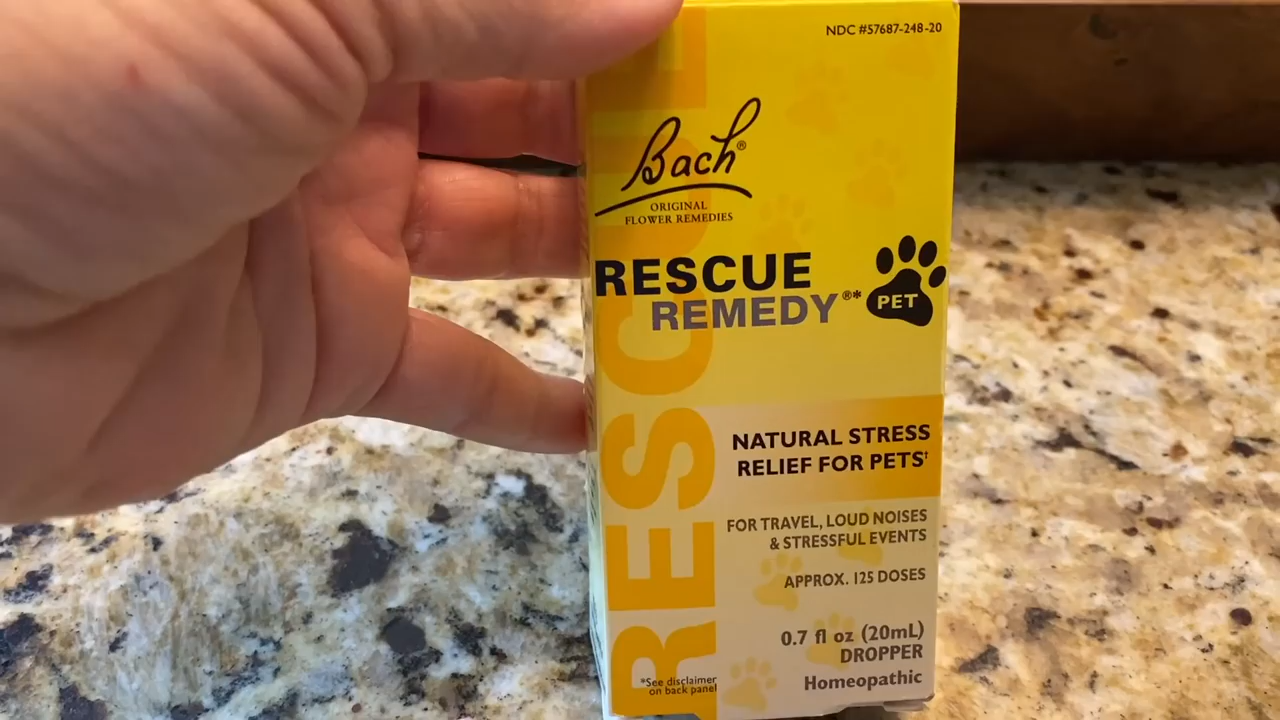 NDC #57687-248-20
Bach®
ORIGINAL
FLOWER REMEDIES
RESCUE
REMEDY®*
PET
RESCUE
NATURAL STRESS
RELIEF FOR PETS†
FOR TRAVEL, LOUD NOISES
& STRESSFUL EVENTS
APPROX. 125 DOSES
0.7 fl oz (20mL)
DROPPER
Homeopathic
*See disclaimer
on back panel